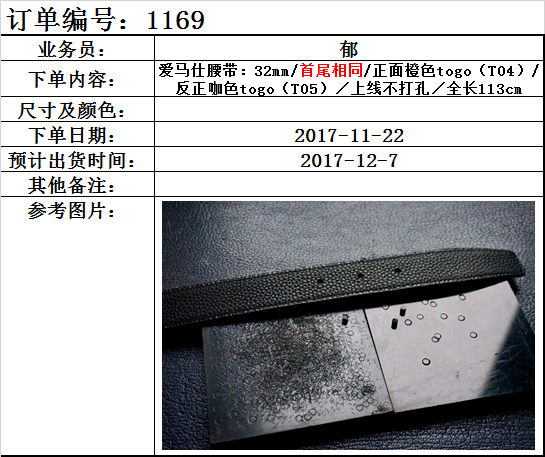 订单编号：1169
业务员：
郁
下单内容：
爱马仕腰带：32mm/首尾相同/正面橙色togo（T04）/
反正咖色togo（T05）／上线不打孔／全长113cm
尺寸及颜色：
下单日期：
2017-11-22
预计出货时间：
2017-12-7
其他备注：
参考图片：